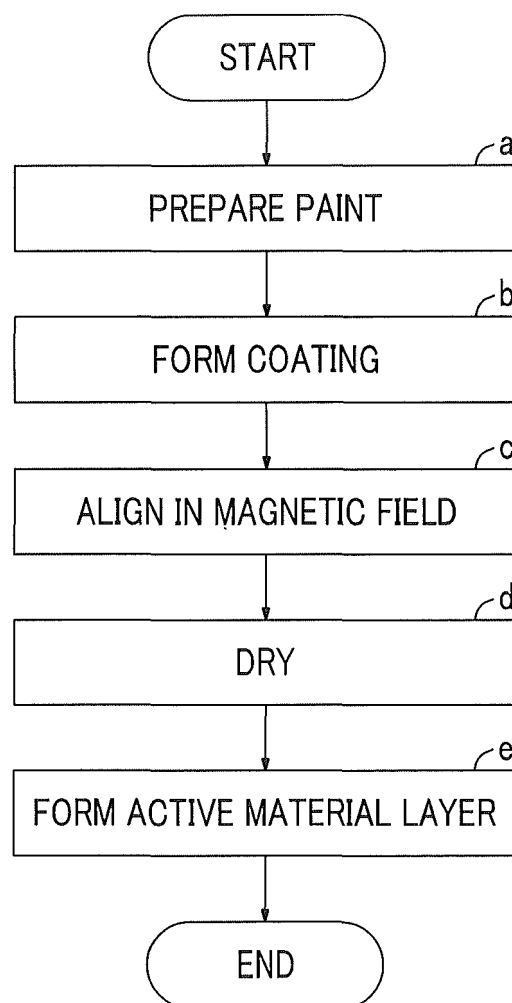 START
a
PREPARE PAINT
b
FORM COATING
c
ALIGN IN MAGNETIC FIELD
d
DRY
e
FORM ACTIVE MATERIAL LAYER
END